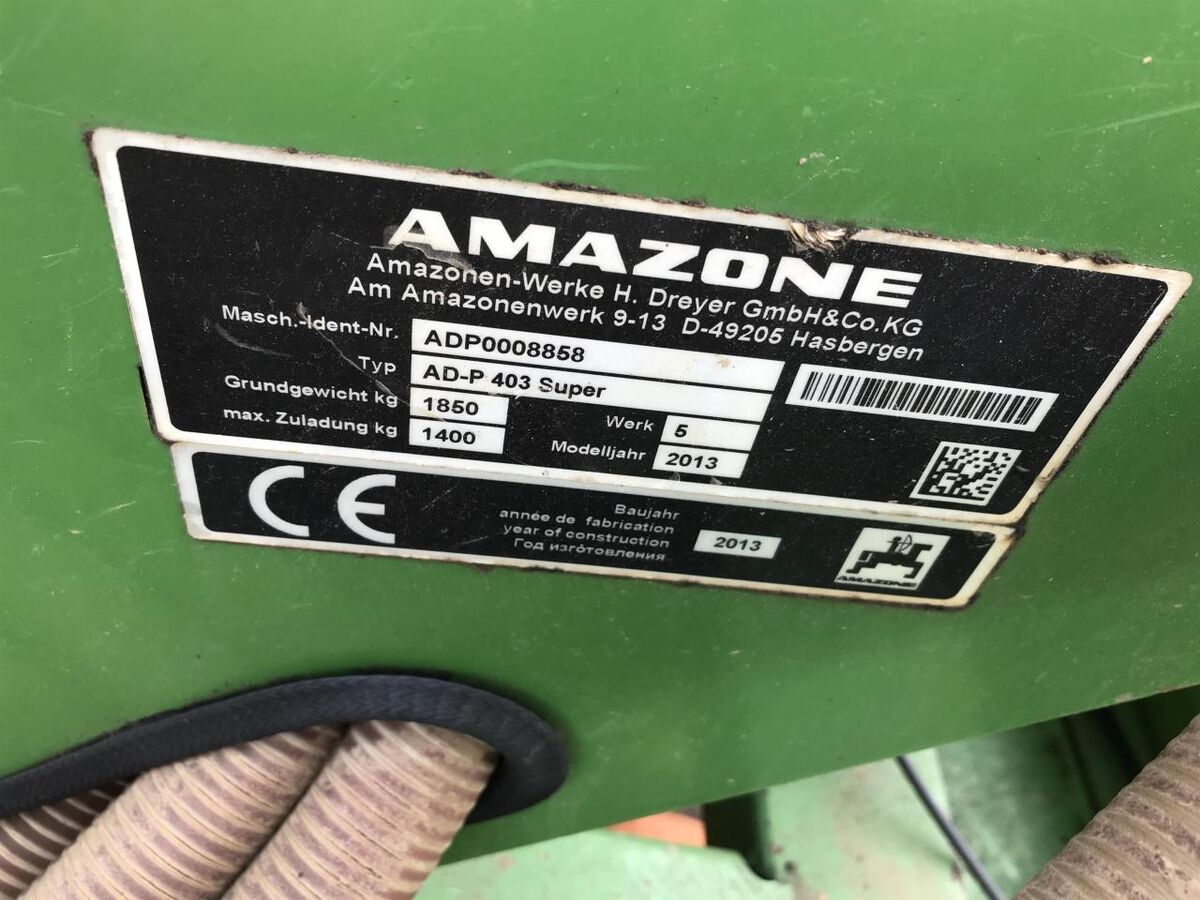 AMAZONE
Amazonen-Werke H. Dreyer GmbH&Co.KG
Am Amazonenwerk 9-13 D-49205 Hasbergen
Masch.-Ident-Nr. ADP0008858
Typ AD-P 403 Super
Grundgewicht kg 1850 Werk 5
max. Zuladung kg 1400 Modelljahr 2013
CE
Baujahr
année de fabrication
year of construction 2013
Год изготовления
AMAZONE